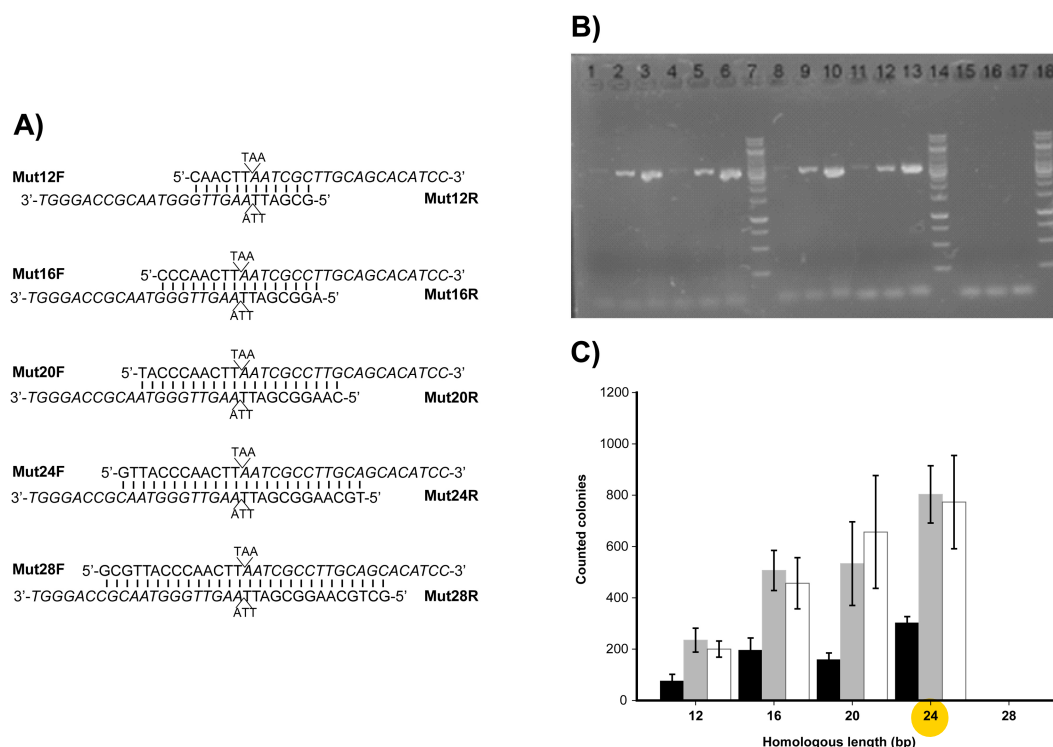 A)
TAA
Mut12F 5'-CAACTTAATCGCTTGCAGCACATCC-3'
3'-TGGGACCGCAATGGGTTGAATTAGCG-5' Mut12R
ATT
TAA
Mut16F 5'-CCCAACTTAATCGCCTTGCAGCACATCC-3'
3'-TGGGACCGCAATGGGTTGAATTAGCGGA-5' Mut16R
ATT
TAA
Mut20F 5'-TACCCAACTTAATCGCCTTGCAGCACATCC-3'
3'-TGGGACCGCAATGGGTTGAATTAGCGGAAC-5' Mut20R
ATT
TAA
Mut24F 5'-GTTACCCAACTTAATCGCCTTGCAGCACATCC-3'
3'-TGGGACCGCAATGGGTTGAATTAGCGGAACGT-5' Mut24R
ATT
TAA
Mut28F 5'-GCGTTACCCAACTTAATCGCCTTGCAGCACATCC-3'
3'-TGGGACCGCAATGGGTTGAATTAGCGGAACGTCG-5' Mut28R
ATT
B)
1 2 3 4 5 6 7 8 9 10 11 12 13 14 15 16 17 18
C)
1200
1000
800
600
400
200
0
Counted colonies
12 16 20 24 28
Homologous length (bp)